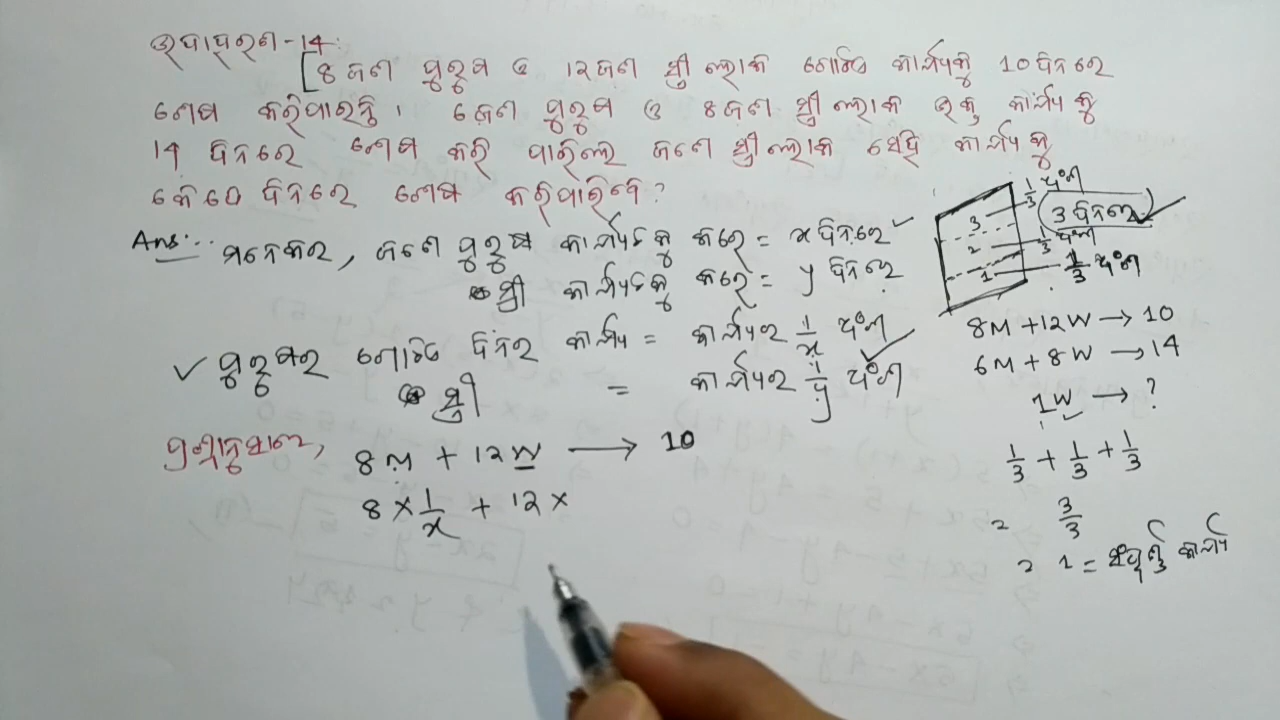 ଉଦାହରଣ-14:
[8 ଜଣ ପୁରୁଷ ଓ 12 ଜଣ ସ୍ତ୍ରୀଲୋକ ଗୋଟିଏ କାର୍ଯ୍ୟକୁ 10 ଦିନରେ
ଶେଷ କରିପାରନ୍ତି । ଛଅଜଣ ପୁରୁଷ ଓ 8 ଜଣ ସ୍ତ୍ରୀଲୋକ ଉକ୍ତ କାର୍ଯ୍ୟକୁ
14 ଦିନରେ ଶେଷ କରି ପାରିଲେ ଜଣେ ସ୍ତ୍ରୀଲୋକ ସେହି କାର୍ଯ୍ୟକୁ
କେତେ ଦିନରେ ଶେଷ କରିପାରିବେ?
Ans:- ମନେକର, ଜଣେ ପୁରୁଷ କାର୍ଯ୍ୟଟିକୁ କରେ = x ଦିନରେ ✓
ସ୍ତ୍ରୀ କାର୍ଯ୍ୟଟିକୁ କରେ = y ଦିନରେ
✓ ପୁରୁଷର ଗୋଟିଏ ଦିନର କାର୍ଯ୍ୟ = କାର୍ଯ୍ୟର 1/x ଅଂଶ
ସ୍ତ୍ରୀ = କାର୍ଯ୍ୟର 1/y ଅଂଶ ✓
ପ୍ରଶ୍ନାନୁସାରେ, 8M + 12W → 10
8 × 1/x + 12 ×
3 1/3 ଅଂଶ
3 ଦିନରେ ✓
2 1/3 ଅଂଶ
1 1/3 ଅଂଶ
8M + 12W → 10
6M + 8W → 14
1W → ?
1/3 + 1/3 + 1/3
= 3/3
= 1 = ସଂପୂର୍ଣ୍ଣ କାର୍ଯ୍ୟ